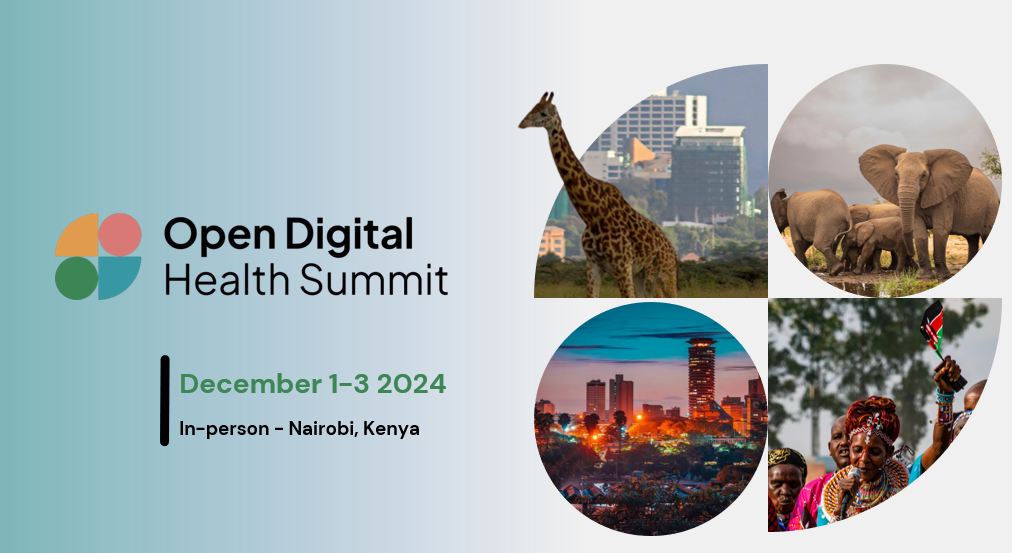 Open Digital
Health Summit
December 1-3 2024
In-person - Nairobi, Kenya